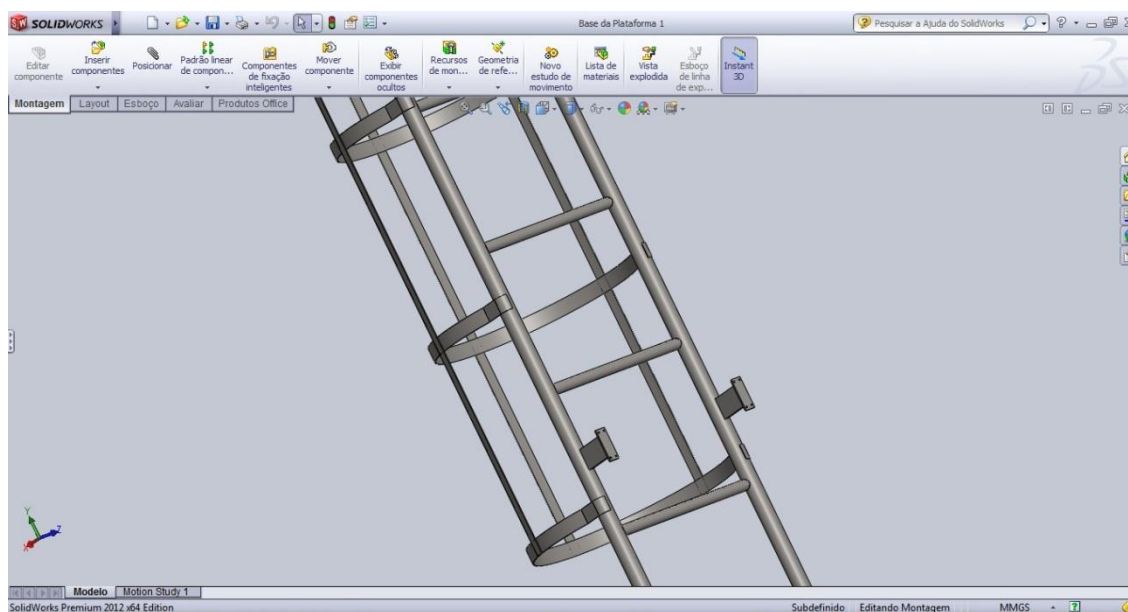 SOLIDWORKS
Base da Plataforma 1
Pesquisar a Ajuda do SolidWorks
Editar componente
Inserir componentes
Posicionar
Padrão linear de compon...
Componentes de fixação inteligentes
Mover componente
Exibir componentes ocultos
Recursos de mon...
Geometria de refe...
Novo estudo de movimento
Lista de materiais
Vista explodida
Esboço de linha de exp...
Instant 3D
Montagem Layout Esboço Avaliar Produtos Office
Y
Z
X
Modelo Motion Study 1
SolidWorks Premium 2012 x64 Edition
Subdefinido Editando Montagem MMGS